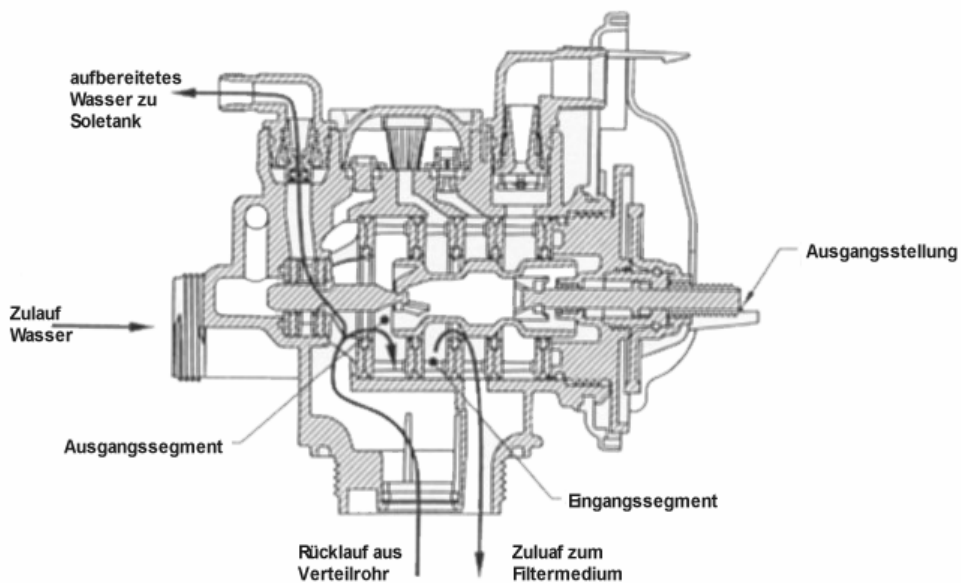 aufbereitetes
Wasser zu
Soletank
Ausgangsstellung
Zulauf
Wasser
Ausgangssegment
Eingangssegment
Rücklauf aus
Verteilrohr
Zuluaf zum
Filtermedium